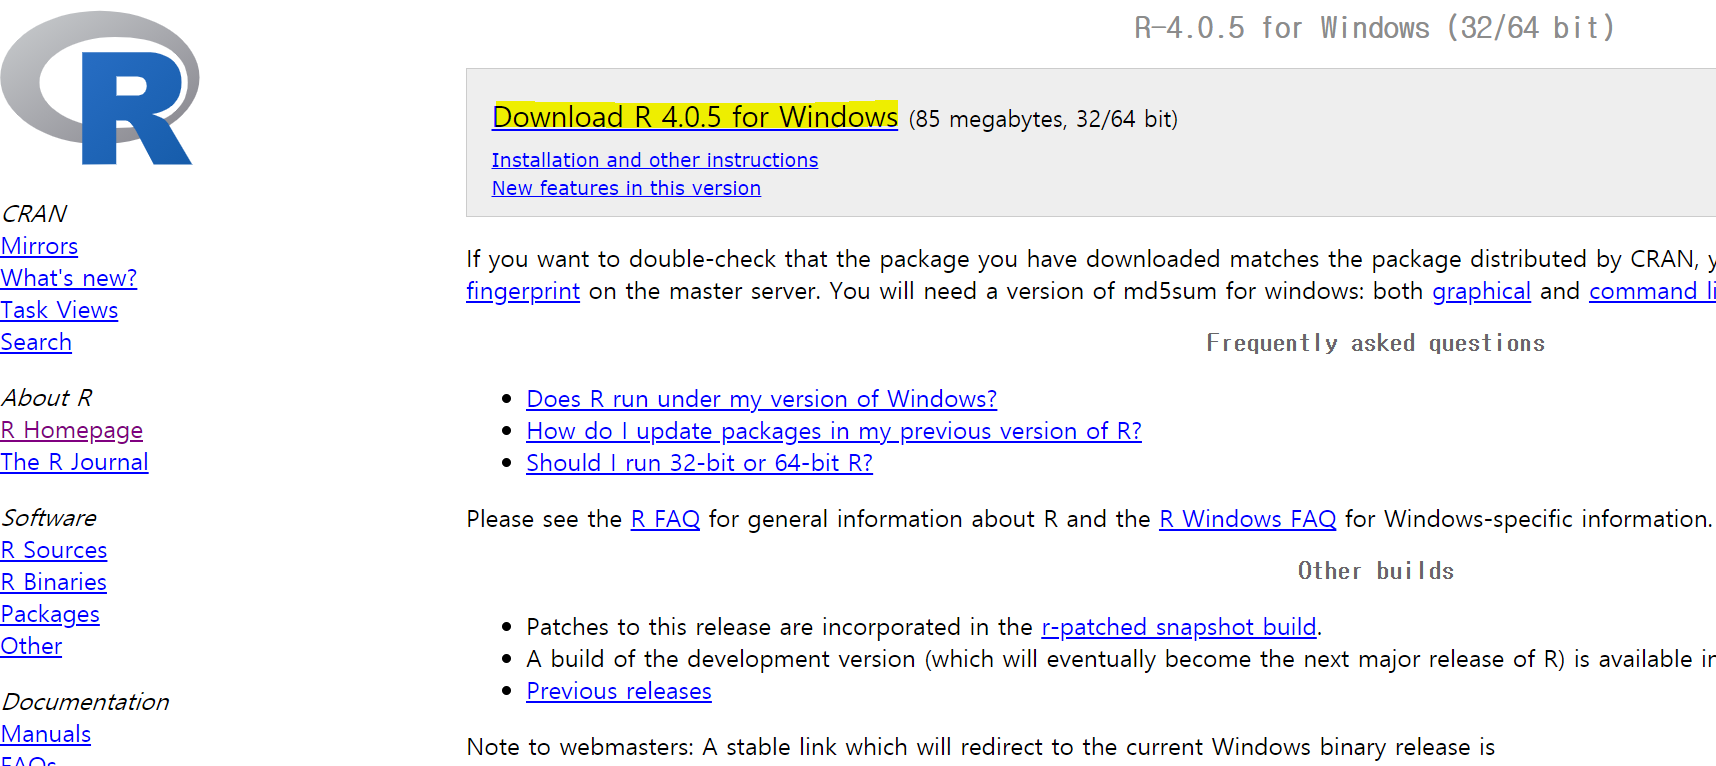 R
CRAN
Mirrors
What's new?
Task Views
Search
About R
R Homepage
The R Journal
Software
R Sources
R Binaries
Packages
Other
Documentation
Manuals
FAQs
R-4.0.5 for Windows (32/64 bit)
Download R 4.0.5 for Windows (85 megabytes, 32/64 bit)
Installation and other instructions
New features in this version
If you want to double-check that the package you have downloaded matches the package distributed by CRAN, y
fingerprint on the master server. You will need a version of md5sum for windows: both graphical and command li
Frequently asked questions
• Does R run under my version of Windows?
• How do I update packages in my previous version of R?
• Should I run 32-bit or 64-bit R?
Please see the R FAQ for general information about R and the R Windows FAQ for Windows-specific information.
Other builds
• Patches to this release are incorporated in the r-patched snapshot build.
• A build of the development version (which will eventually become the next major release of R) is available in
• Previous releases
Note to webmasters: A stable link which will redirect to the current Windows binary release is